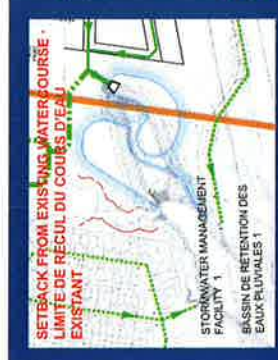 SETBACK FROM EXISTING WATERCOURSE -
LIMITE DE RECUL DU COURS D'EAU
EXISTANT
STORMWATER MANAGEMENT
FACILITY 1
BASSIN DE RÉTENTION DES
EAUX PLUVIALES 1